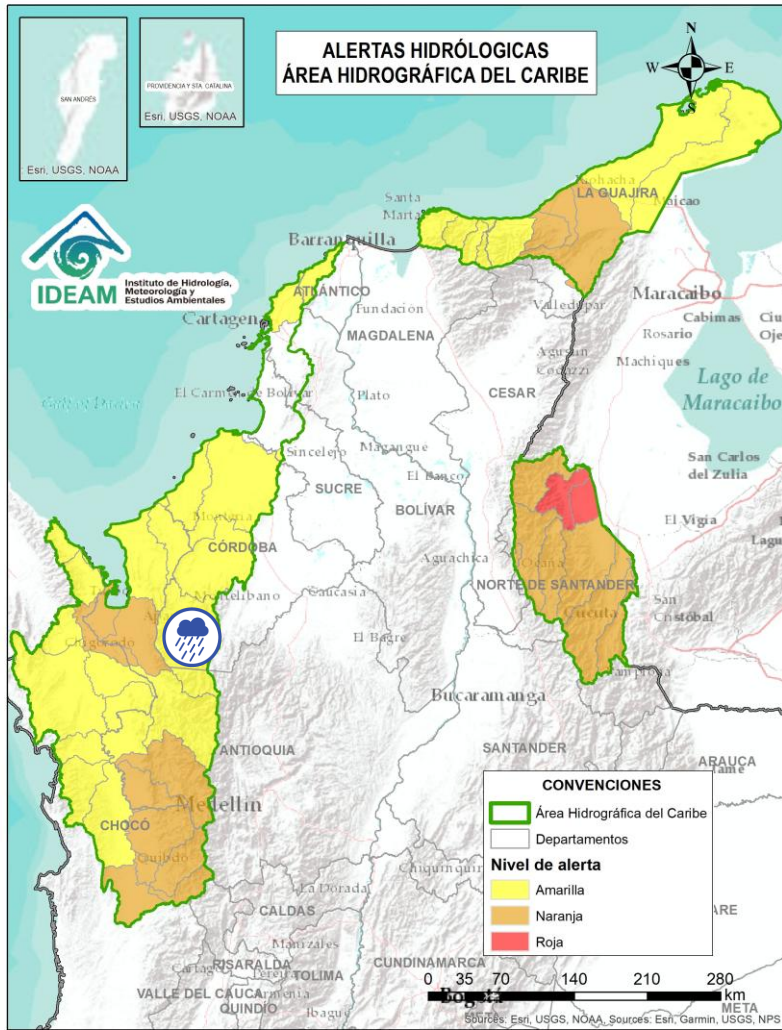 ALERTAS HIDRÓLOGICAS
ÁREA HIDROGRÁFICA DEL CARIBE
N
W E
S
SAN ANDRÉS
Esri, USGS, NOAA
PROVIDENCIA Y STA. CATALINA
Esri, USGS, NOAA
IDEAM
Instituto de Hidrología,
Meteorología y
Estudios Ambientales
LA GUAJIRA
Maicao
Santa
Marta
Barranquilla
ATLÁNTICO
Cartagena
Fundación
MAGDALENA
Valledupar
Maracaibo
Cabimas
Rosario
Machiques
Agustín
Codazzi
El Carmen de Bolívar
Plato
CESAR
Lago de
Maracaibo
Sincelejo
Magangue
San Carlos
del Zulia
SUCRE
El Banco
BOLÍVAR
Montería
El Vigía
CÓRDOBA
Aguachica
Ocaña
NORTE DE SANTANDER
Montelibano
Caucasia
Cúcuta
San
Cristóbal
Chigorodó
El Bagre
Pamplona
Bucaramanga
ANTIOQUIA
SANTANDER
ARAUCA
Medellín
CHOCÓ
Quibdó
La Dorada
CALDAS
Manizales
RISARALDA
Pereira
TOLIMA
CUNDINAMARCA
VALLE DEL CAUCA
Armenia
QUINDÍO
Ibague
Bogotá
META
META
CONVENCIONES
Área Hidrográfica del Caribe
Departamentos
Nivel de alerta
Amarilla
Naranja
Roja
0 35 70 140 210 280
km
Sources: Esri, USGS, NOAA, Sources: Esri, Garmin, USGS, NPS